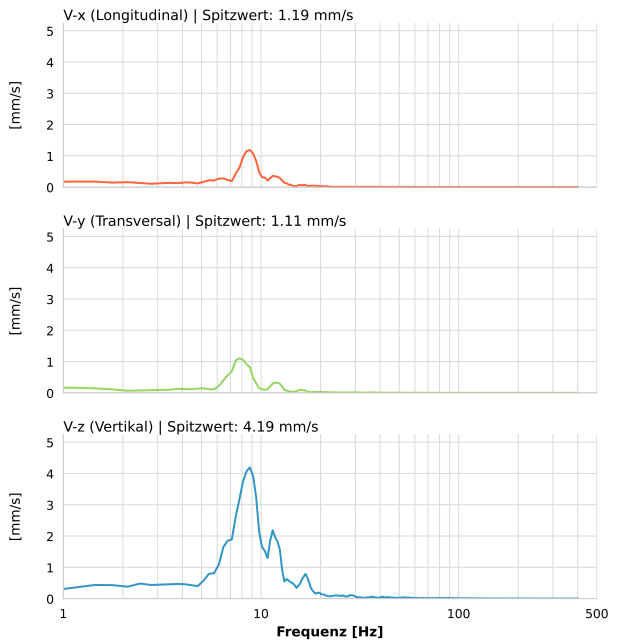 V-x (Longitudinal) | Spitzwert: 1.19 mm/s
5
4
3
2
1
0
[mm/s]
V-y (Transversal) | Spitzwert: 1.11 mm/s
5
4
3
2
1
0
[mm/s]
V-z (Vertikal) | Spitzwert: 4.19 mm/s
5
4
3
2
1
0
[mm/s]
1 10 100 500
Frequenz [Hz]